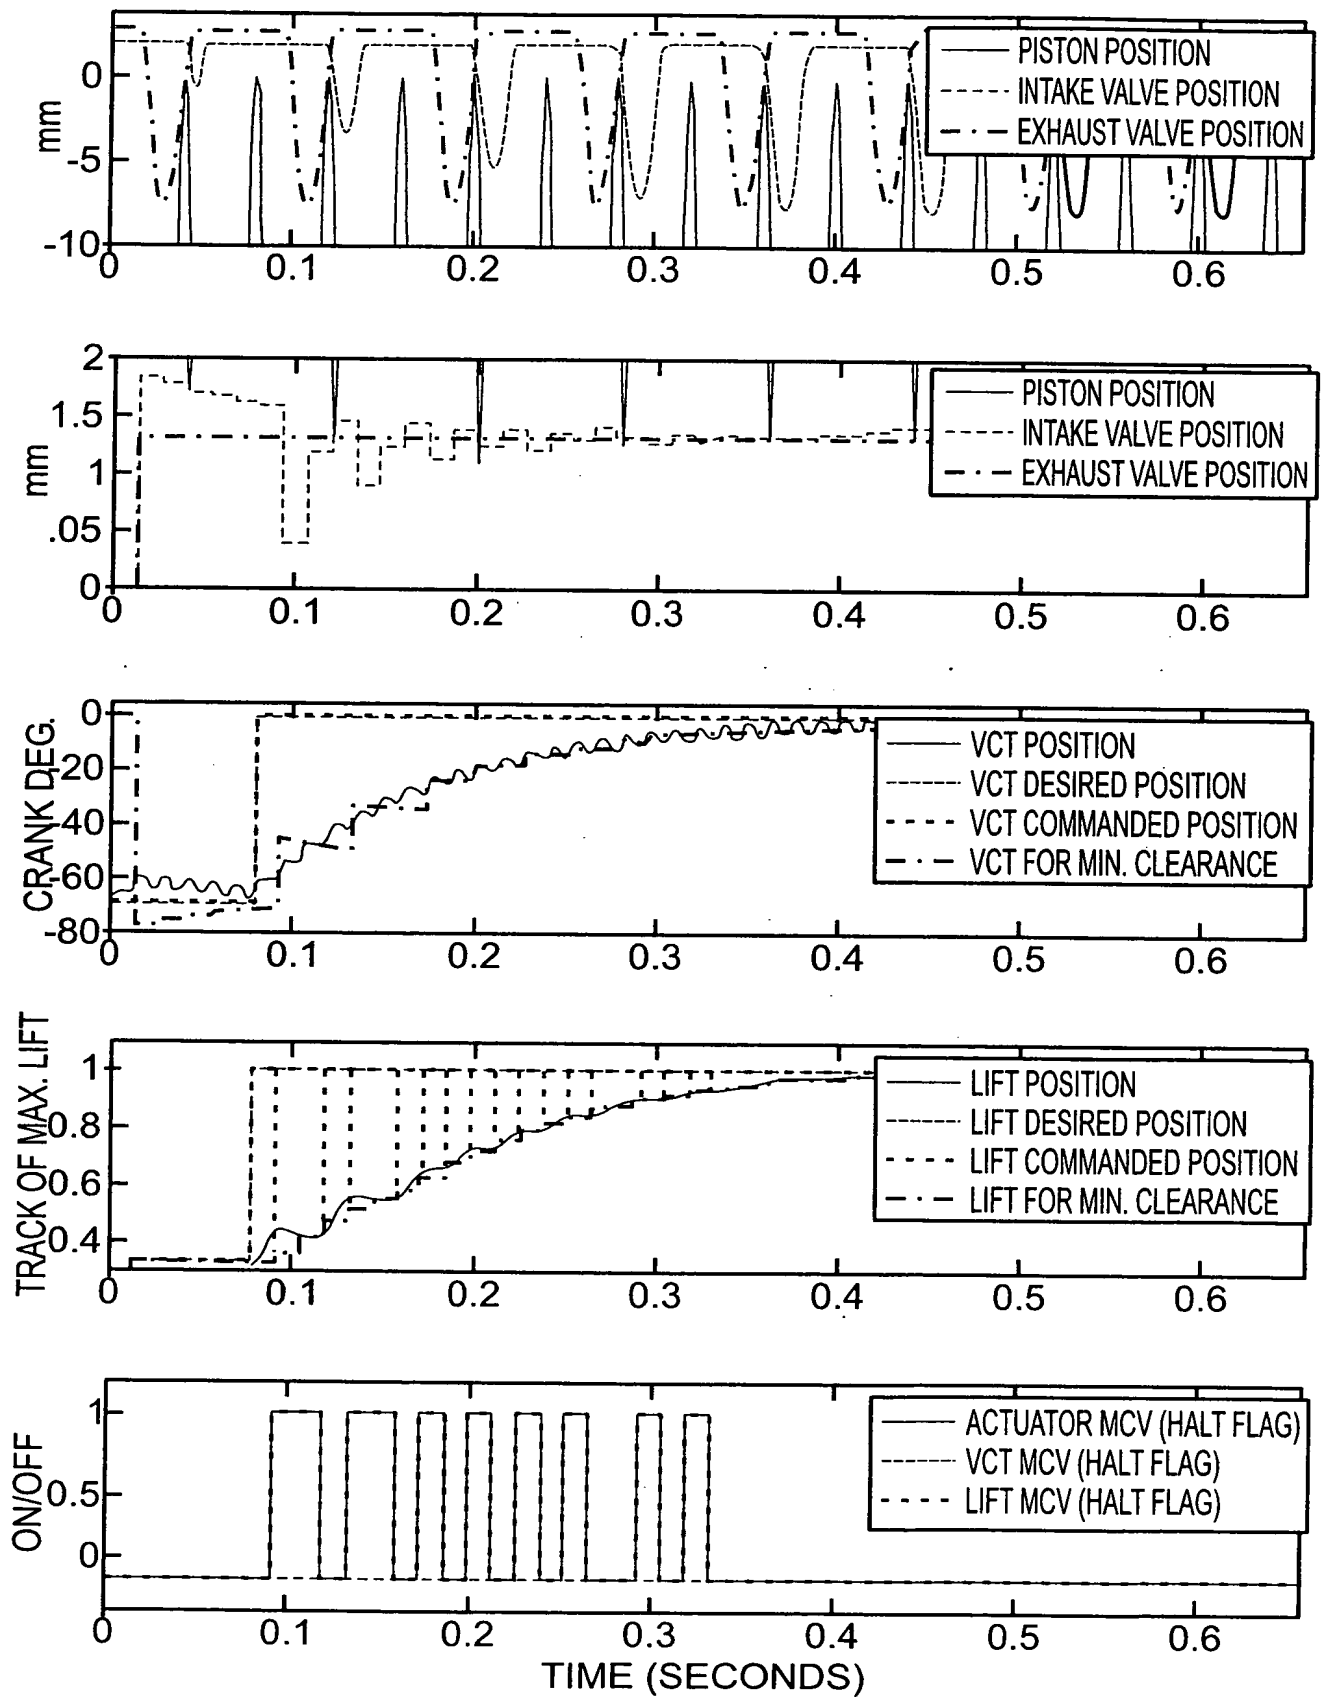 mm
0
-5
-10
PISTON POSITION
INTAKE VALVE POSITION
EXHAUST VALVE POSITION
0 0.1 0.2 0.3 0.4 0.5 0.6
mm
2
1.5
1
.05
0
PISTON POSITION
INTAKE VALVE POSITION
EXHAUST VALVE POSITION
0 0.1 0.2 0.3 0.4 0.5 0.6
CRANK DEG.
0
-20
-40
-60
-80
VCT POSITION
VCT DESIRED POSITION
VCT COMMANDED POSITION
VCT FOR MIN. CLEARANCE
0 0.1 0.2 0.3 0.4 0.5 0.6
TRACK OF MAX. LIFT
1
0.8
0.6
0.4
LIFT POSITION
LIFT DESIRED POSITION
LIFT COMMANDED POSITION
LIFT FOR MIN. CLEARANCE
0 0.1 0.2 0.3 0.4 0.5 0.6
ON/OFF
1
0.5
0
ACTUATOR MCV (HALT FLAG)
VCT MCV (HALT FLAG)
LIFT MCV (HALT FLAG)
0 0.1 0.2 0.3 0.4 0.5 0.6
TIME (SECONDS)